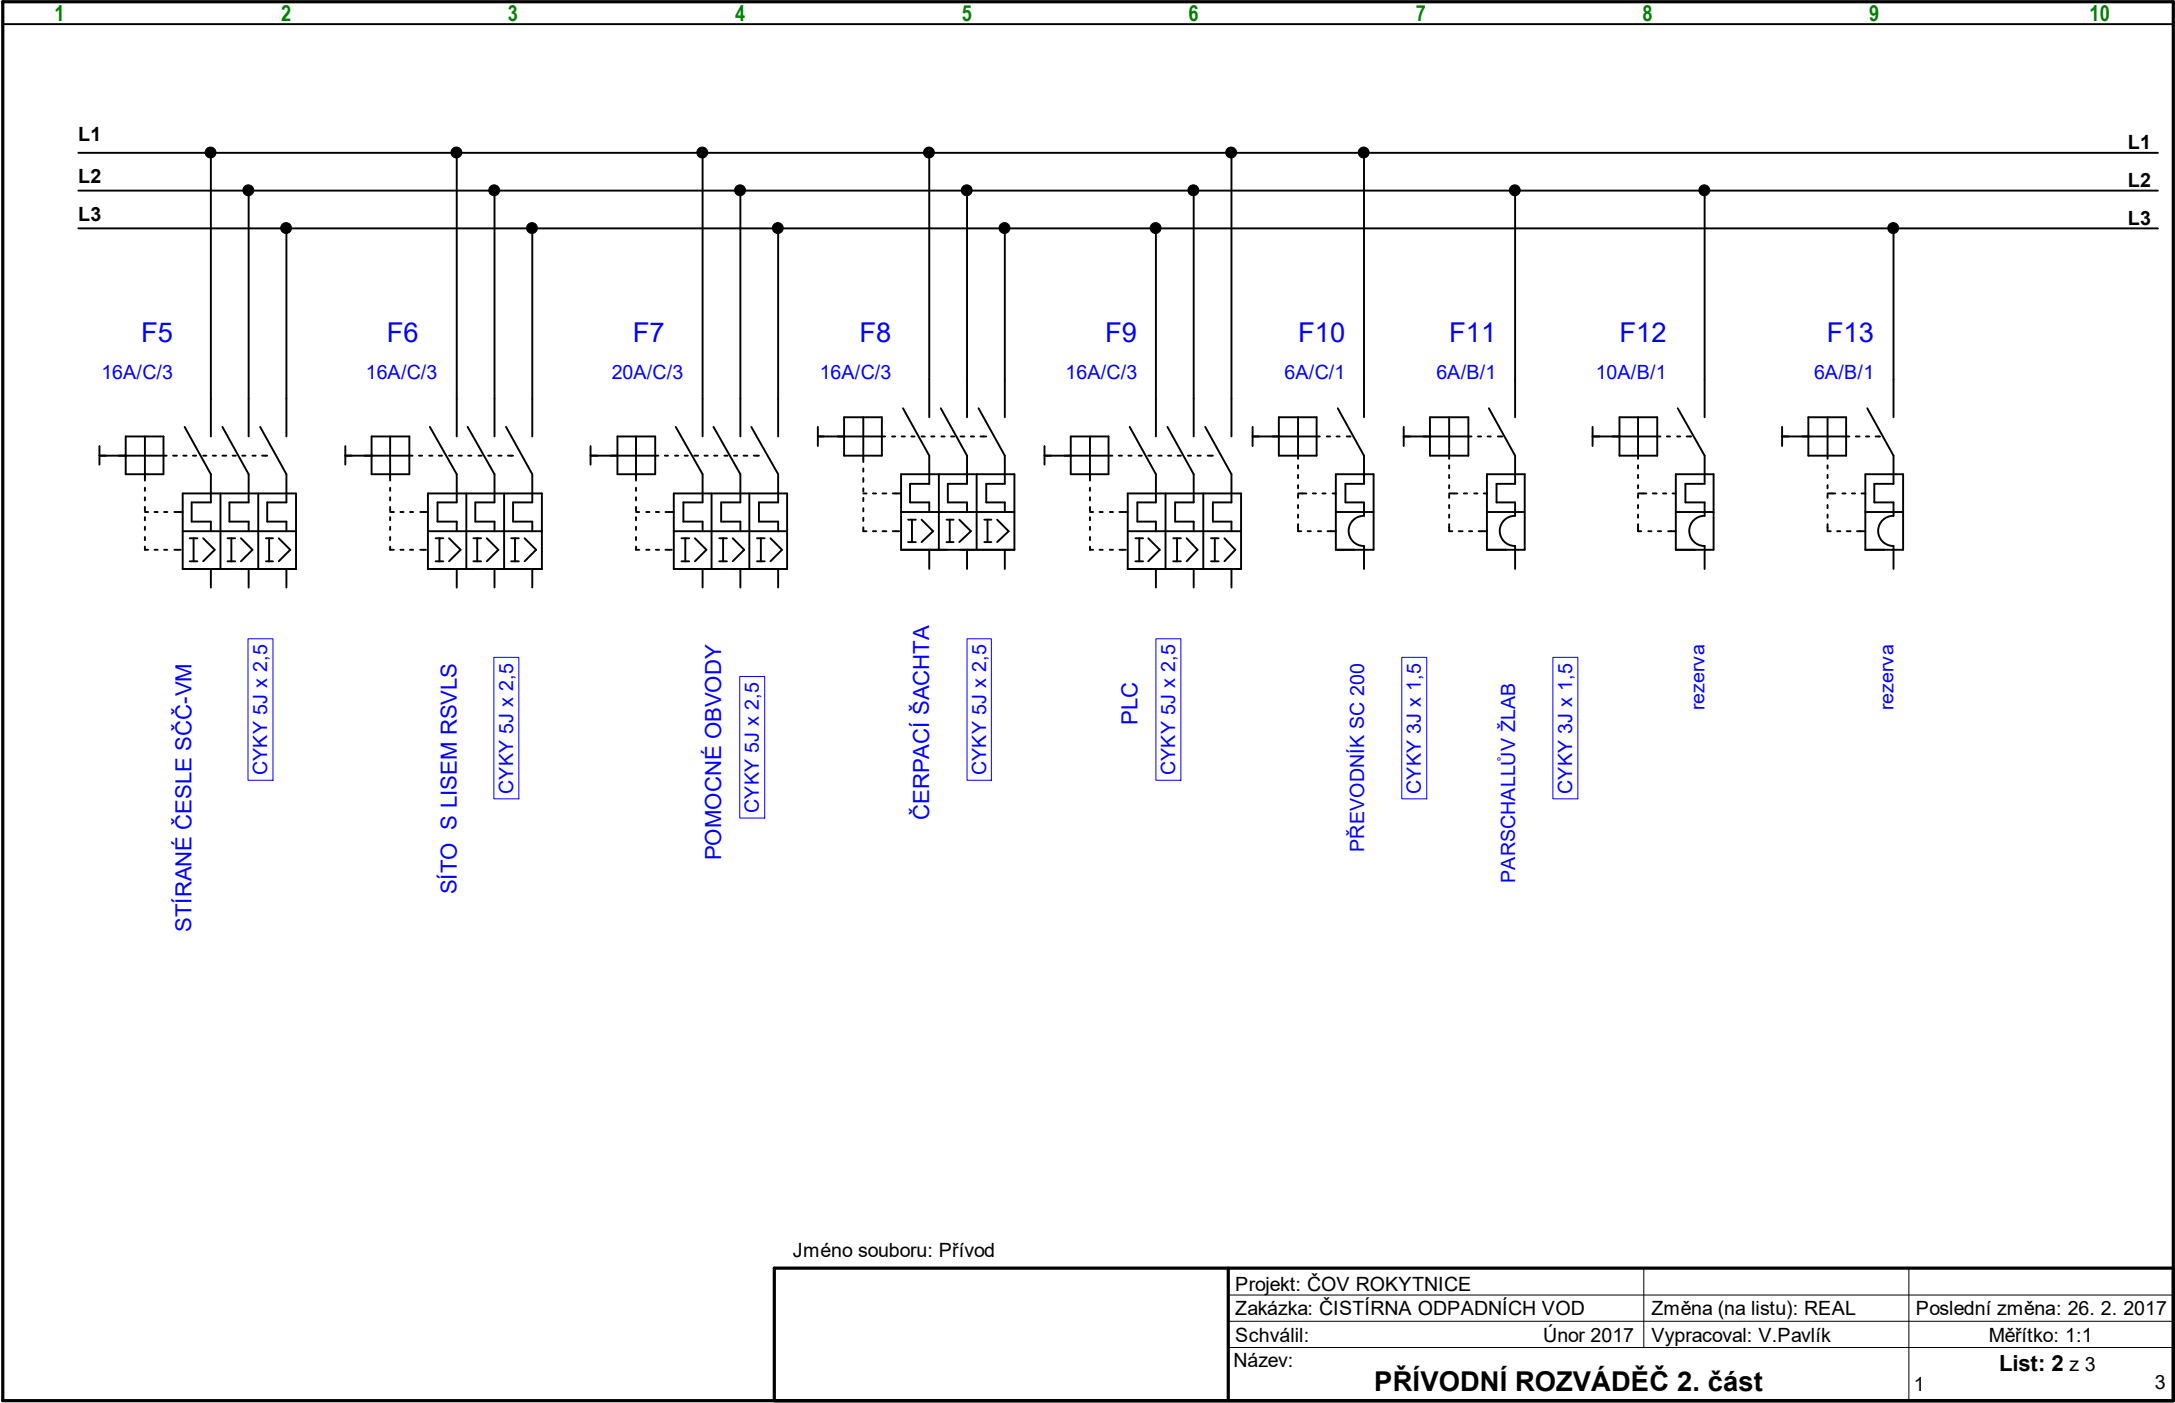 1 2 3 4 5 6 7 8 9 10
L1 L1
L2 L2
L3 L3
F5 F6 F7 F8 F9 F10 F11 F12 F13
16A/C/3 16A/C/3 20A/C/3 16A/C/3 16A/C/3 6A/C/1 6A/B/1 10A/B/1 6A/B/1
I> I> I> I> I> I> I> I> I> I> I> I> I> I> I>
STÍRANÉ ČESLE SČČ-VM
CYKY 5J x 2,5
SÍTO S LISEM RSVLS
CYKY 5J x 2,5
POMOCNÉ OBVODY
CYKY 5J x 2,5
ČERPACÍ ŠACHTA
CYKY 5J x 2,5
PLC
CYKY 5J x 2,5
PŘEVODNÍK SC 200
CYKY 3J x 1,5
PARSCHALLŮV ŽLAB
CYKY 3J x 1,5
rezerva
rezerva
Jméno souboru: Přívod
Projekt: ČOV ROKYTNICE
Zakázka: ČISTÍRNA ODPADNÍCH VOD Změna (na listu): REAL Poslední změna: 26. 2. 2017
Schválil: Únor 2017 Vypracoval: V.Pavlík Měřítko: 1:1
Název: List: 2 z 3
PŘÍVODNÍ ROZVÁDĚČ 2. část 1 3